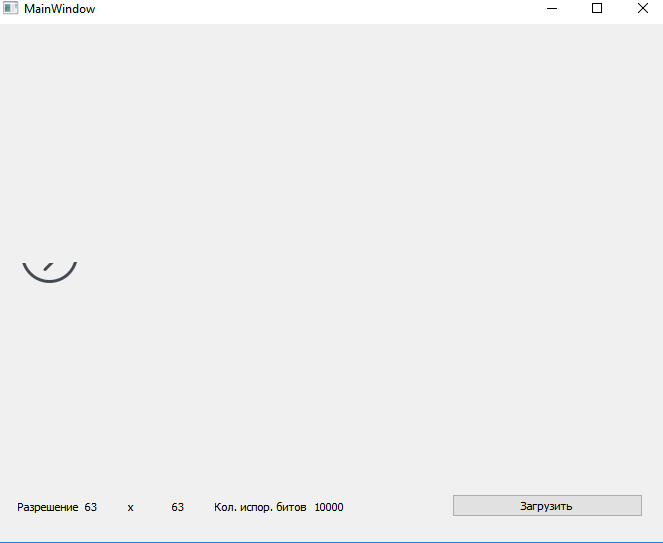 MainWindow
Разрешение 63 x 63 Кол. испор. битов 10000 Загрузить